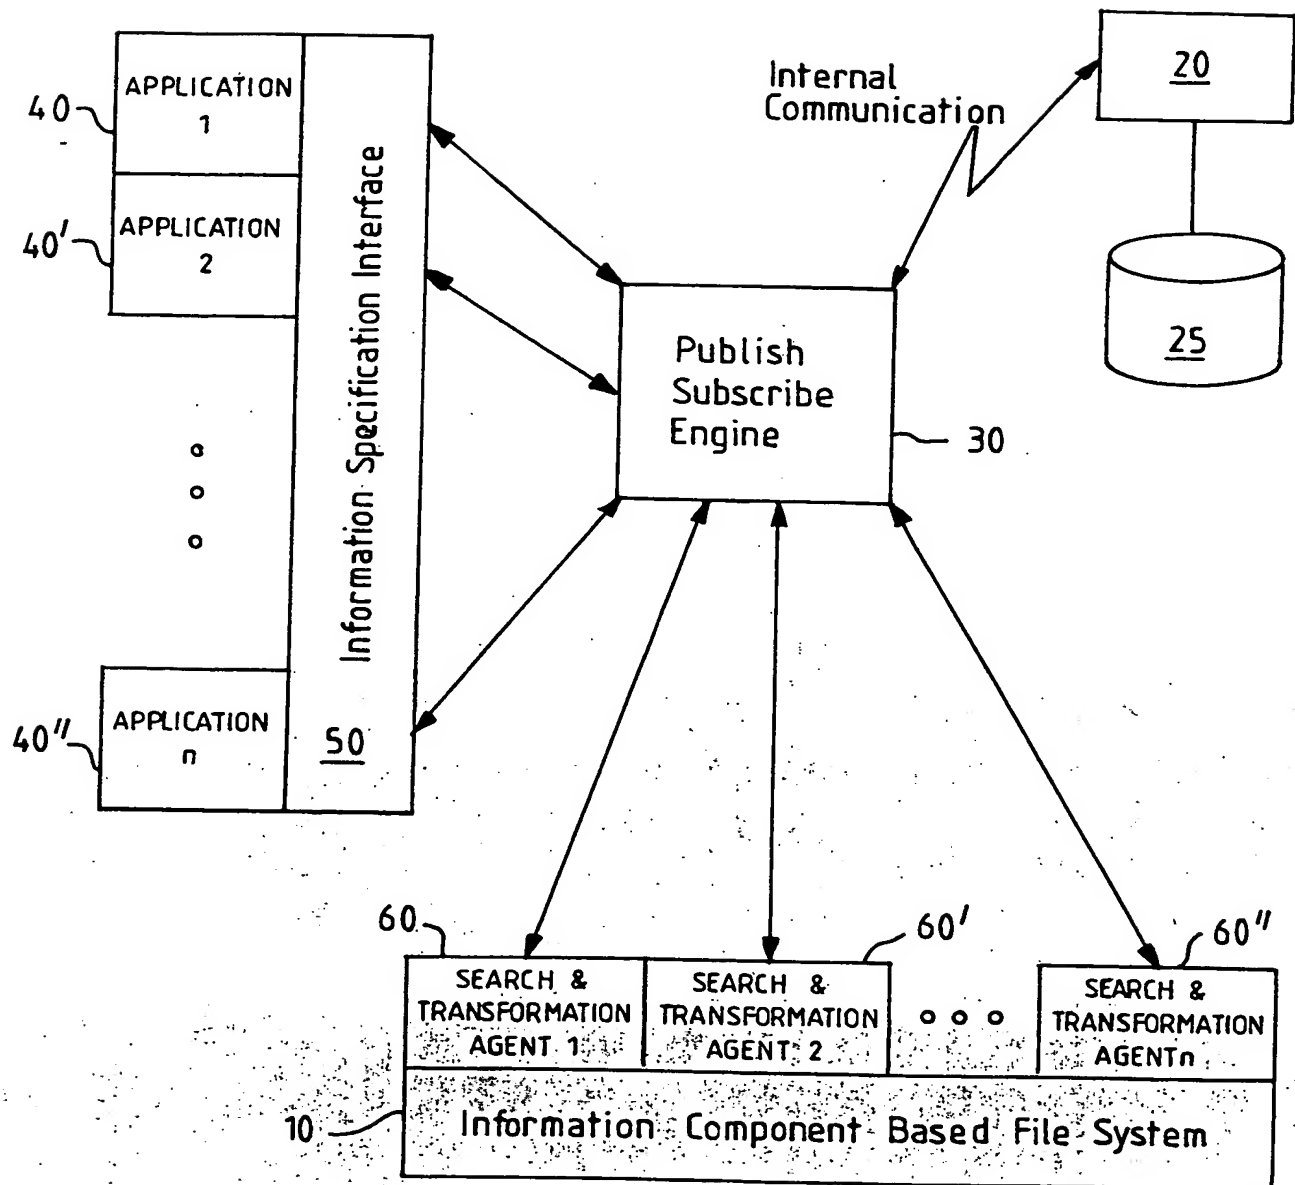 APPLICATION
1
40
APPLICATION
2
40'
APPLICATION
n
40"
Information Specification Interface
50
Internal
Communication
20
25
Publish
Subscribe
Engine
30
60
SEARCH &
TRANSFORMATION
AGENT 1
60'
SEARCH &
TRANSFORMATION
AGENT 2
60"
SEARCH &
TRANSFORMATION
AGENT n
10
Information Component Based File System